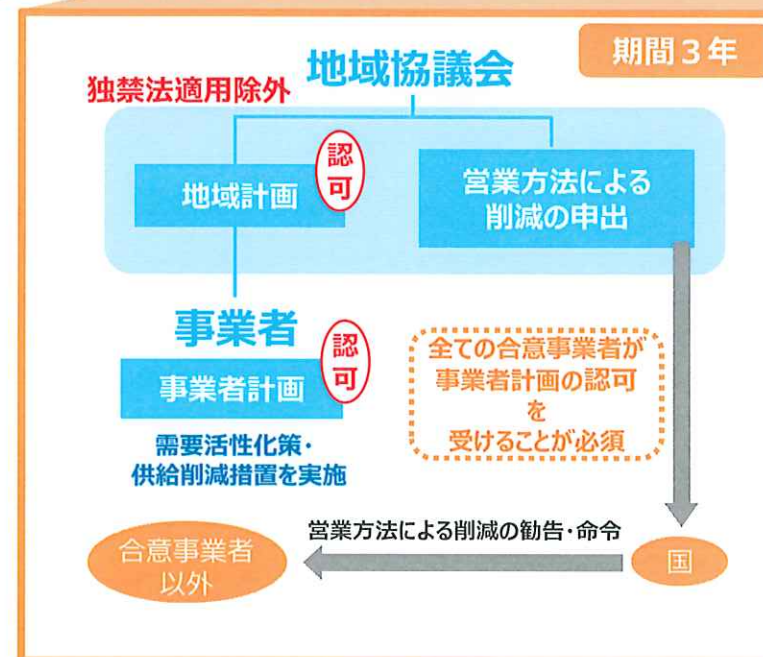 期間3年
地域協議会
独禁法適用除外
地域計画
認
可
営業方法による
削減の申出
事業者
事業者計画
認
可
需要活性化策・
供給削減措置を実施
全ての合意事業者が
事業者計画の認可
を
受けることが必須
営業方法による削減の勧告・命令
合意事業者
以外
国